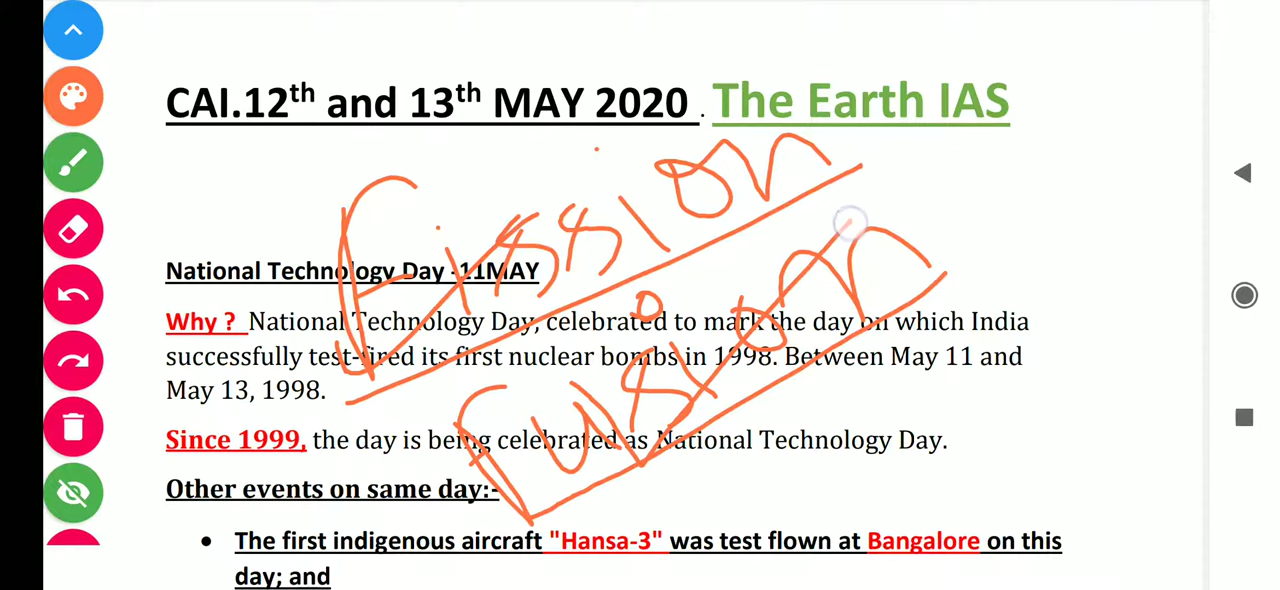 CAI.12th and 13th MAY 2020 . The Earth IAS
Fission
National Technology Day -11MAY
Why ? National Technology Day, celebrated to mark the day on which India
successfully test-fired its first nuclear bombs in 1998. Between May 11 and
May 13, 1998.
Fusion
Since 1999, the day is being celebrated as National Technology Day.
Other events on same day:-
• The first indigenous aircraft "Hansa-3" was test flown at Bangalore on this
day; and